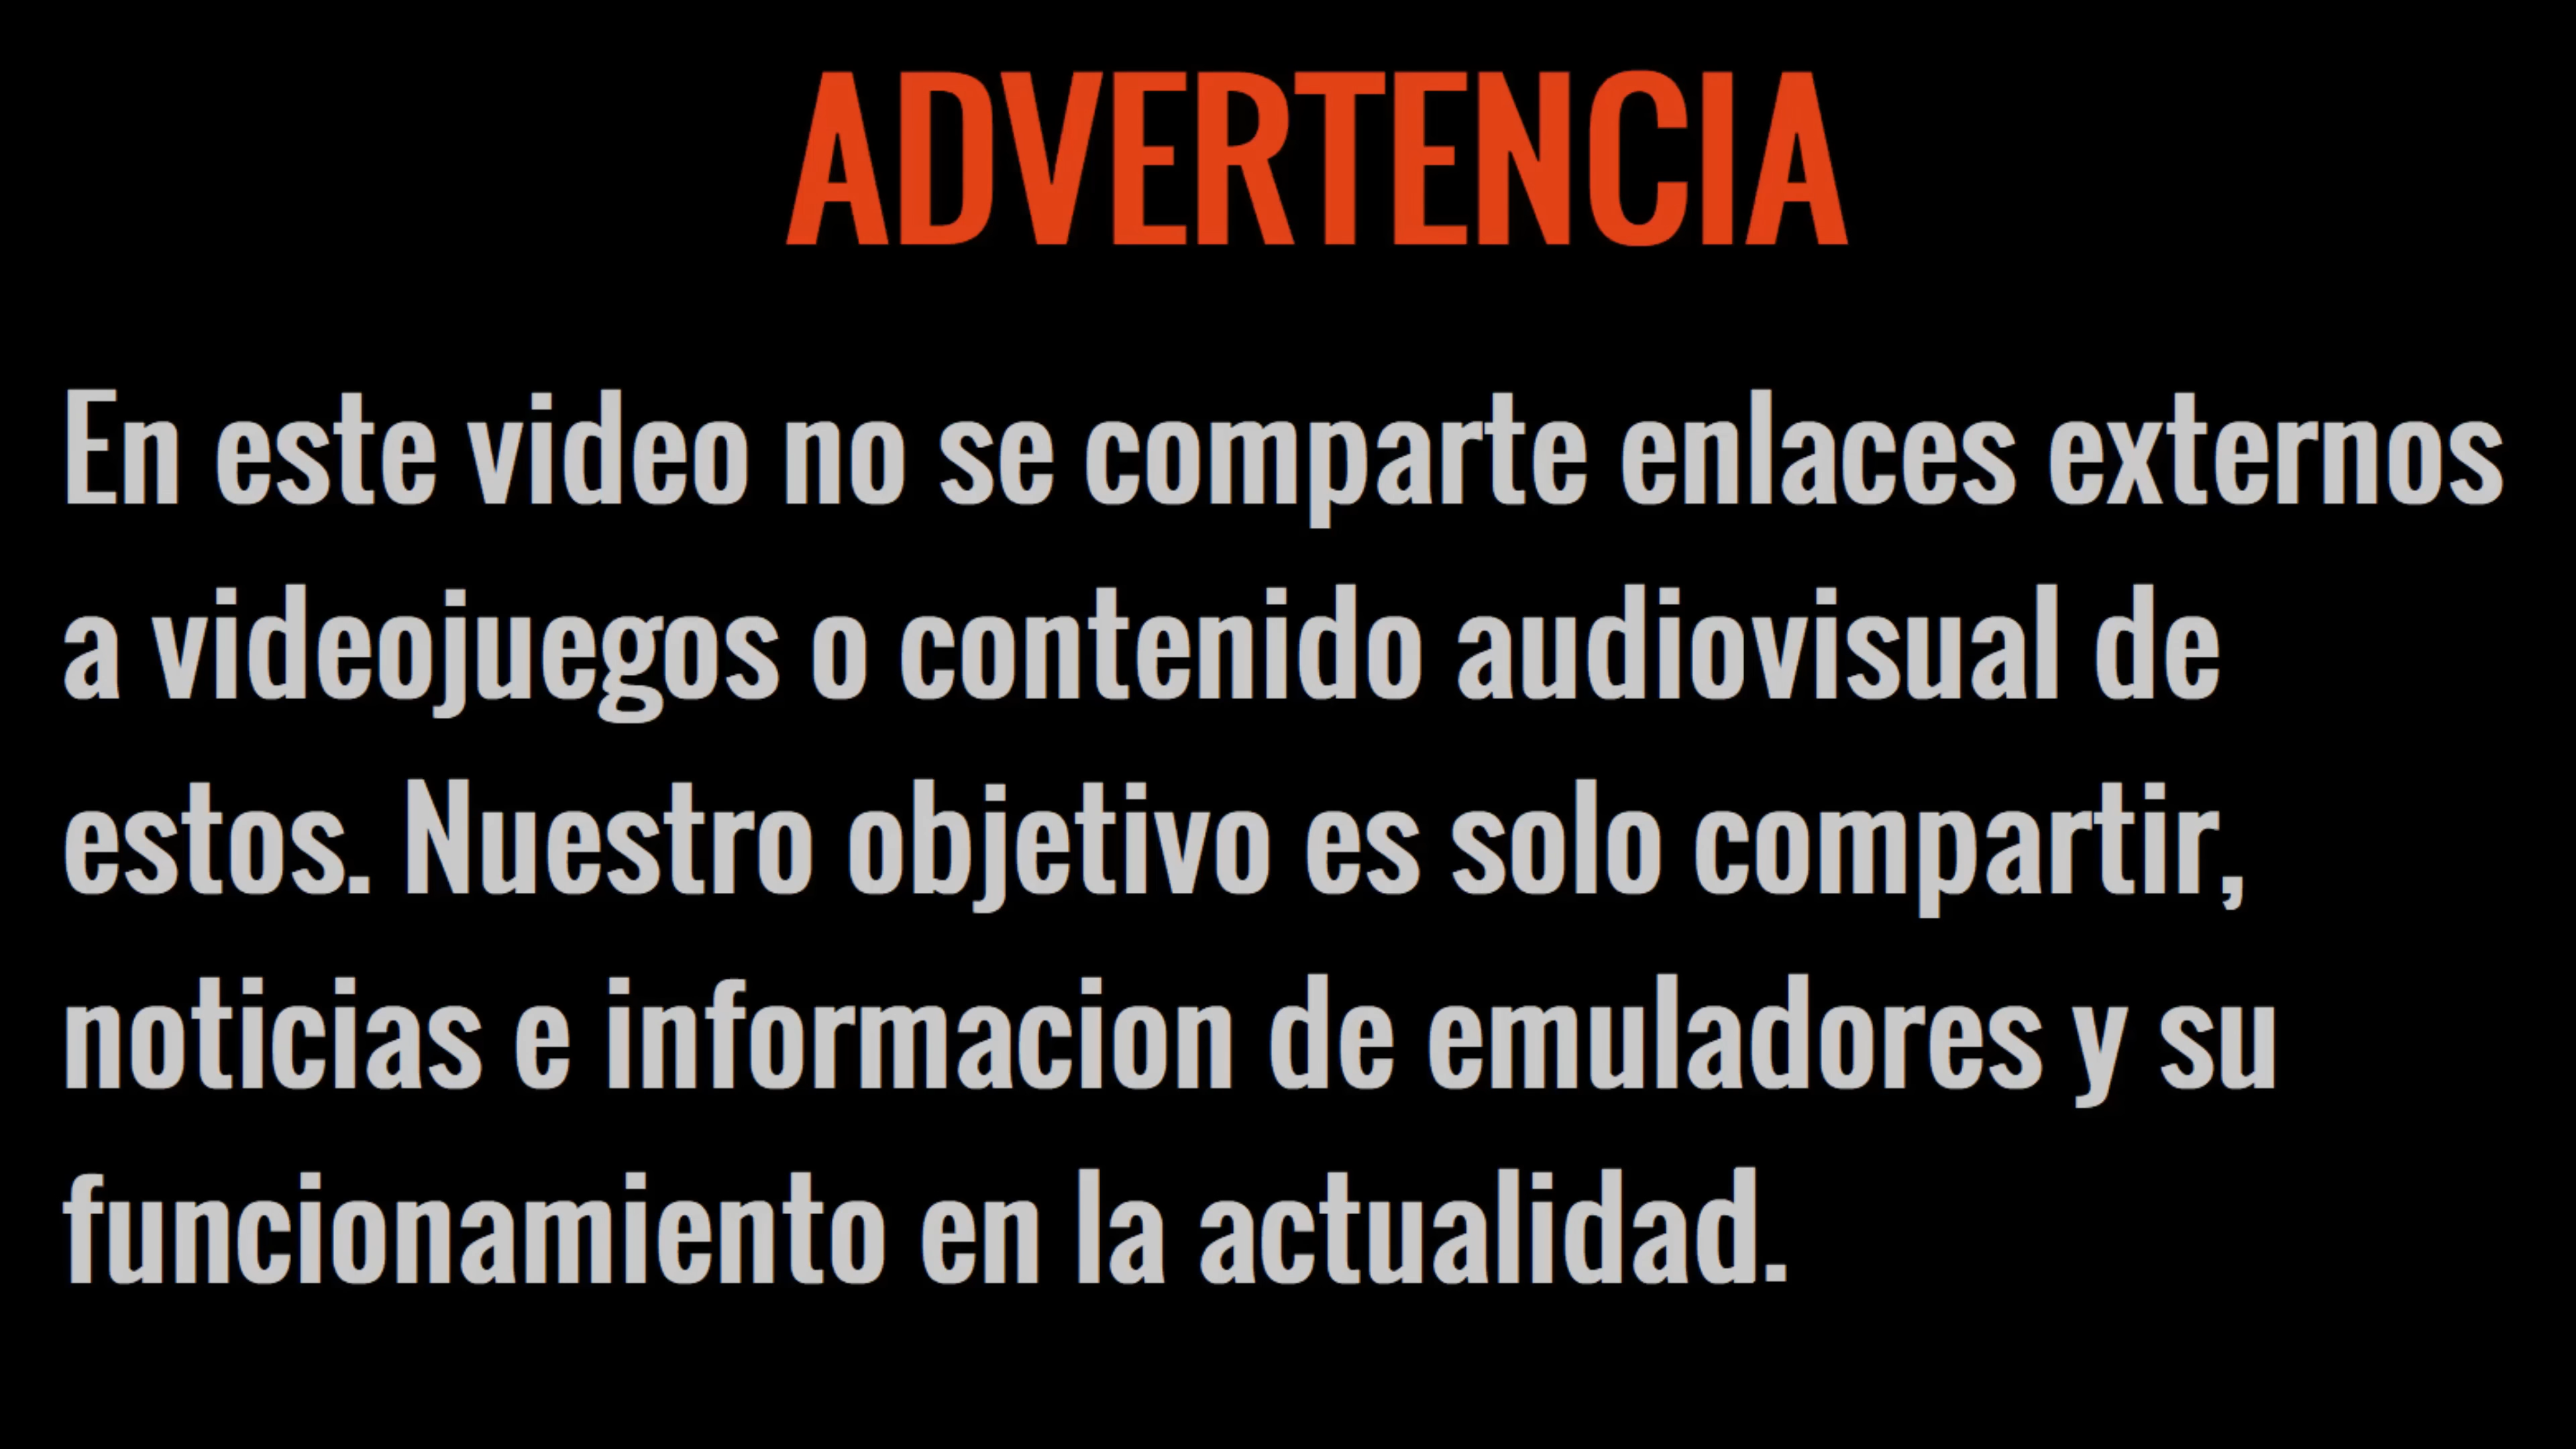 ADVERTENCIA
En este video no se comparte enlaces externos
a videojuegos o contenido audiovisual de
estos. Nuestro objetivo es solo compartir,
noticias e informacion de emuladores y su
funcionamiento en la actualidad.